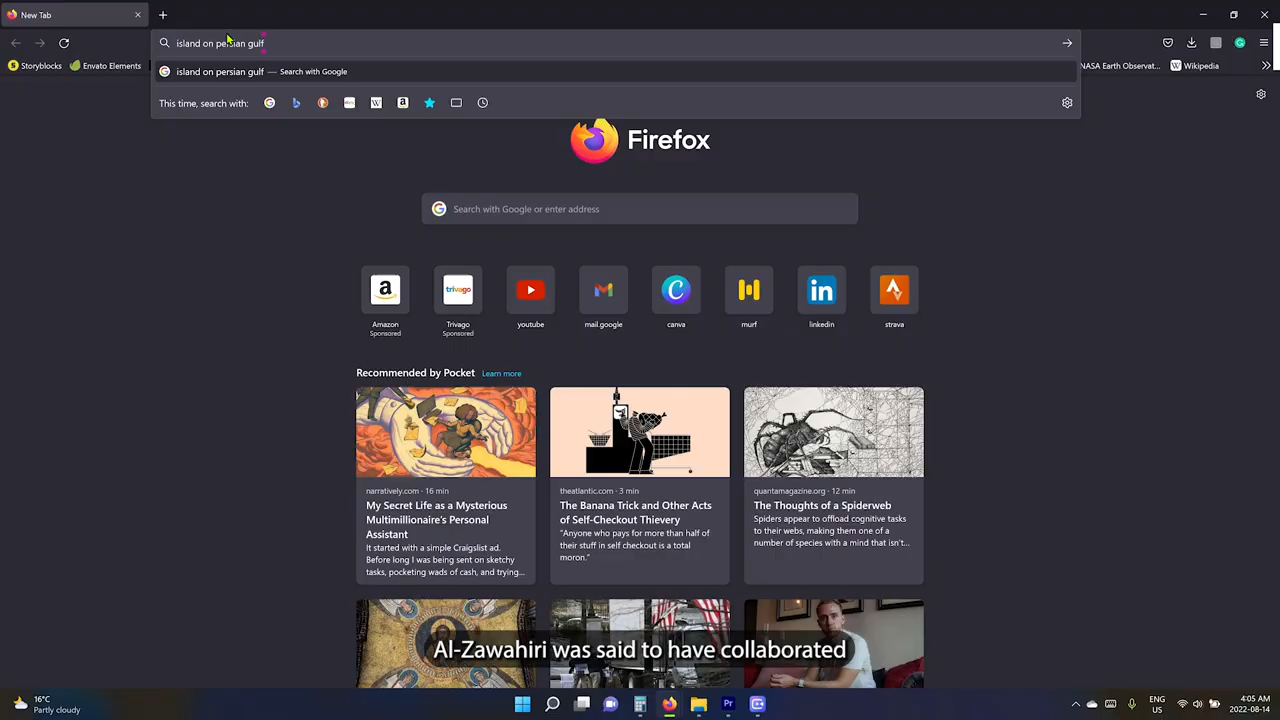 New Tab
island on persian gulf
Storyblocks
Envato Elements
NASA Earth Observat...
Wikipedia
island on persian gulf — Search with Google
This time, search with:
Firefox
Search with Google or enter address
Amazon
Sponsored
Trivago
Sponsored
youtube
mail.google
canva
murf
linkedin
strava
Recommended by Pocket Learn more
narratively.com · 16 min
My Secret Life as a Mysterious
Multimillionaire's Personal
Assistant
It started with a simple Craigslist ad.
Before long I was being sent on sketchy
tasks, pocketing wads of cash, and trying...
theatlantic.com · 3 min
The Banana Trick and Other Acts
of Self-Checkout Thievery
"Anyone who pays for more than half of
their stuff in self checkout is a total
moron."
quantamagazine.org · 12 min
The Thoughts of a Spiderweb
Spiders appear to offload cognitive tasks
to their webs, making them one of a
number of species with a mind that isn't...
Al-Zawahiri was said to have collaborated
16°C
Partly cloudy
ENG
US
4:05 AM
2022-08-14